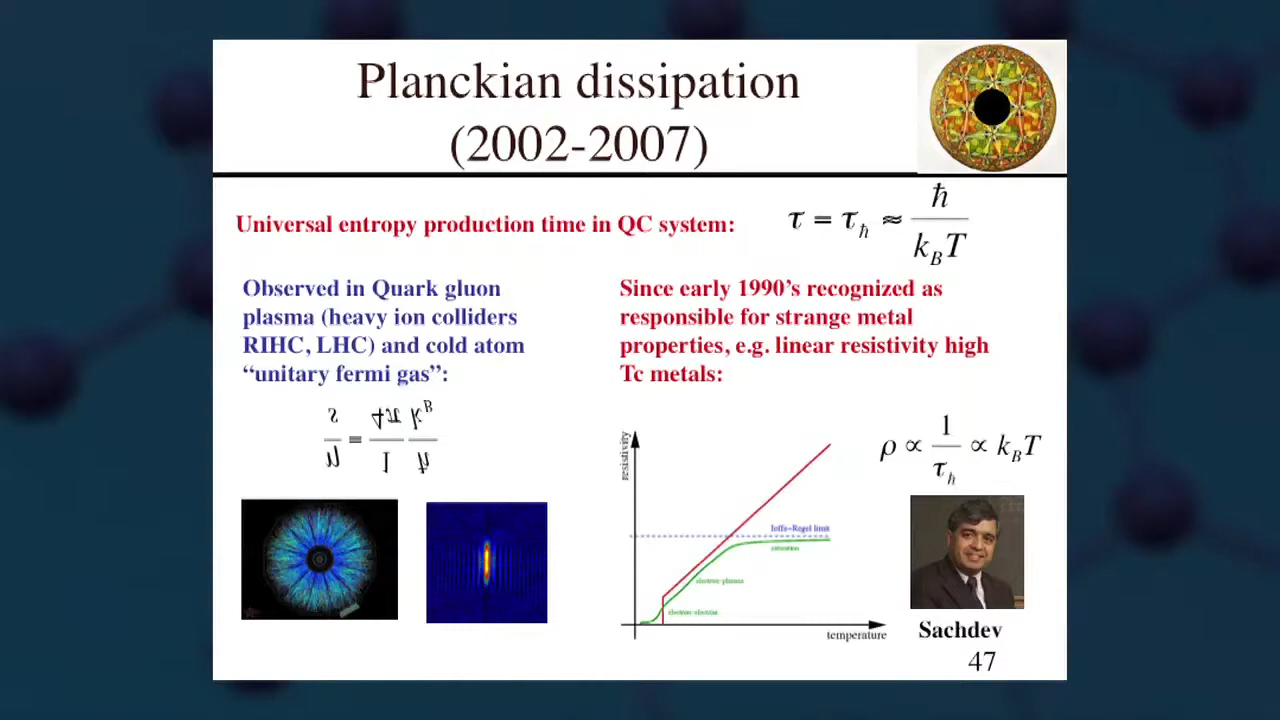 Planckian dissipation
(2002-2007)
Universal entropy production time in QC system:
τ = τ_ħ ≈ ħ / k_B T
Observed in Quark gluon
plasma (heavy ion colliders
RIHC, LHC) and cold atom
“unitary fermi gas”:
η / s = 1 / 4π ħ / k_B
Since early 1990’s recognized as
responsible for strange metal
properties, e.g. linear resistivity high
Tc metals:
ρ ∝ 1 / τ_ħ ∝ k_B T
resistivity
Ioffe-Regel limit
saturation
electron-electron
temperature
Sachdev
47